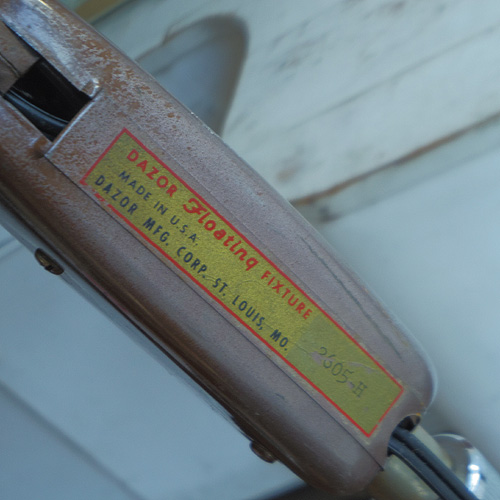 DAZOR Floating FIXTURE
MADE IN U.S.A.
DAZOR MFG. CORP. ST. LOUIS, MO.
2605-H